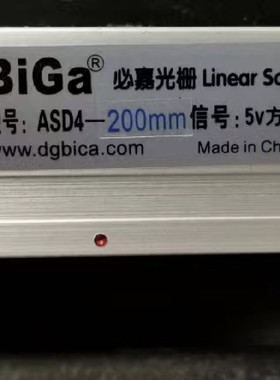 BiGa® 必嘉光栅 Linear Sc
号: ASD4-200mm 信号: 5v方
www.dgbica.com Made in Ch